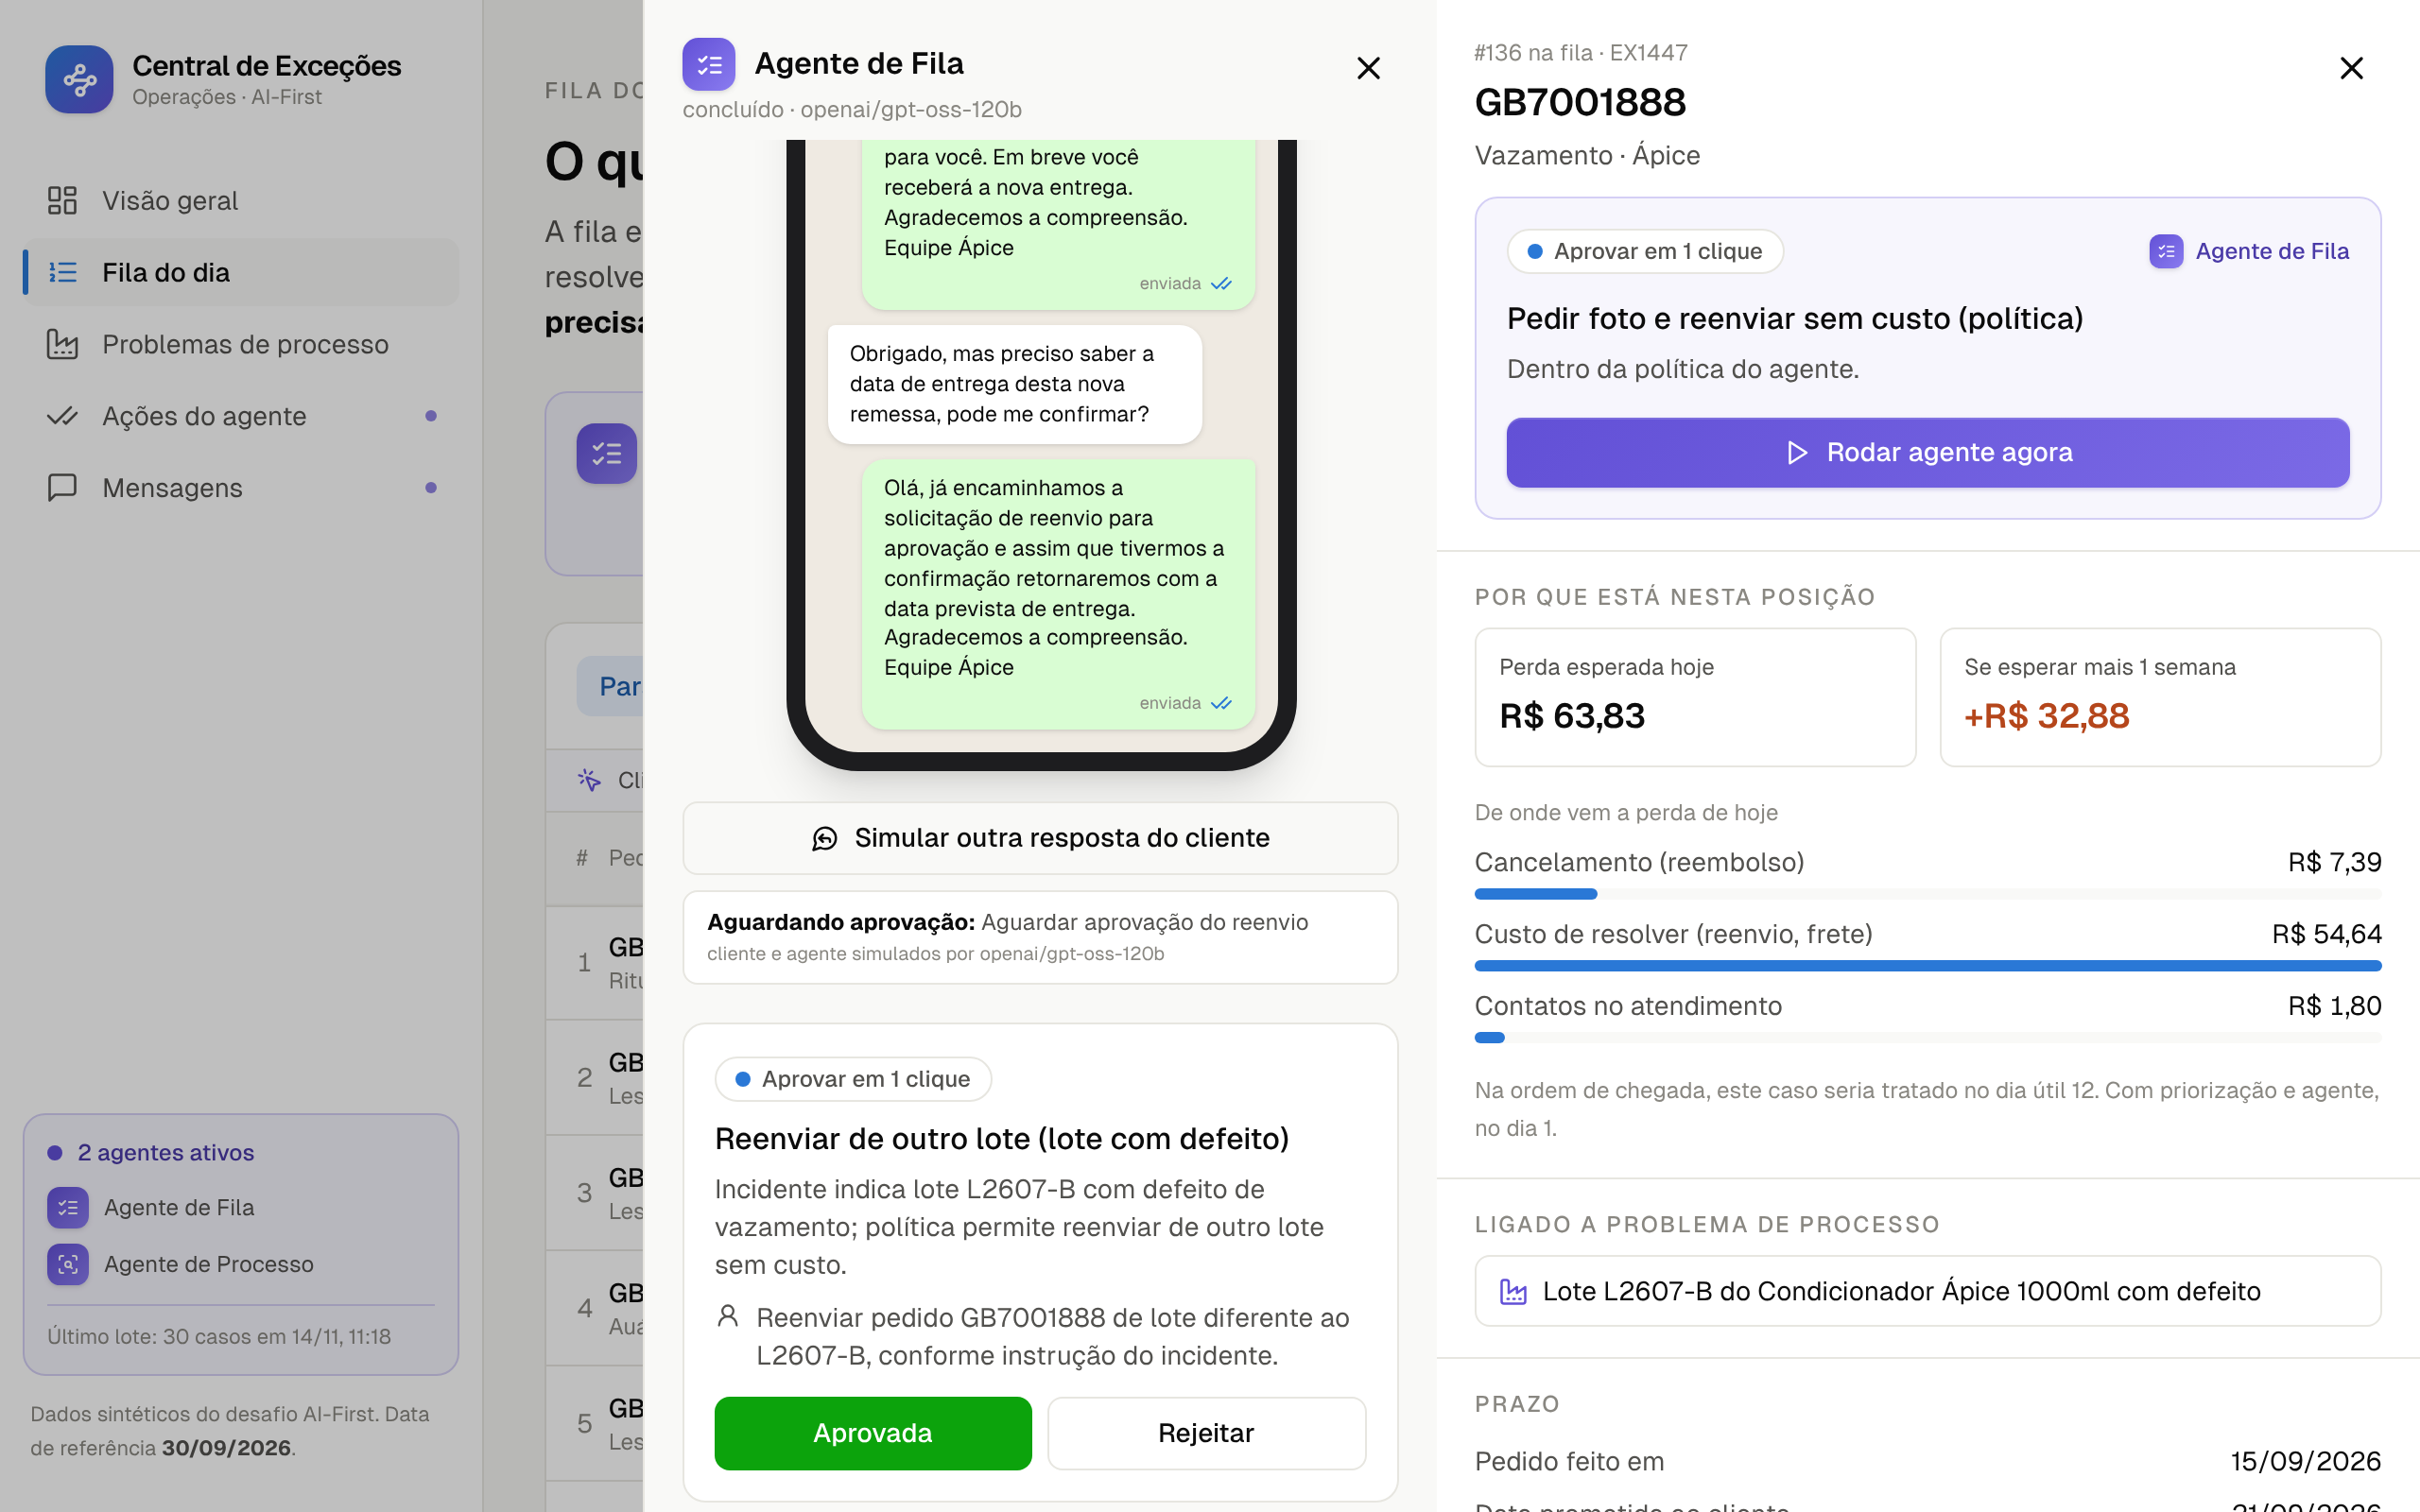 Central de Exceções
Operações · AI-First
Visão geral
Fila do dia
Problemas de processo
Ações do agente
Mensagens
2 agentes ativos
Agente de Fila
Agente de Processo
Último lote: 30 casos em 14/11, 11:18
Dados sintéticos do desafio AI-First. Data
de referência 30/09/2026.
FILA DO
O qu
A fila e
resolve
precisa
Par
Cli
# Ped
1 GB
Ritu
2 GB
Les
3 GB
Les
4 GB
Auá
5 GB
Les
Agente de Fila
concluído · openai/gpt-oss-120b
para você. Em breve você
receberá a nova entrega.
Agradecemos a compreensão.
Equipe Ápice
enviada
Obrigado, mas preciso saber a
data de entrega desta nova
remessa, pode me confirmar?
Olá, já encaminhamos a
solicitação de reenvio para
aprovação e assim que tivermos a
confirmação retornaremos com a
data prevista de entrega.
Agradecemos a compreensão.
Equipe Ápice
enviada
Simular outra resposta do cliente
Aguardando aprovação: Aguardar aprovação do reenvio
cliente e agente simulados por openai/gpt-oss-120b
Aprovar em 1 clique
Reenviar de outro lote (lote com defeito)
Incidente indica lote L2607-B com defeito de
vazamento; política permite reenviar de outro lote
sem custo.
Reenviar pedido GB7001888 de lote diferente ao
L2607-B, conforme instrução do incidente.
Aprovada
Rejeitar
#136 na fila · EX1447
GB7001888
Vazamento · Ápice
Aprovar em 1 clique
Agente de Fila
Pedir foto e reenviar sem custo (política)
Dentro da política do agente.
Rodar agente agora
POR QUE ESTÁ NESTA POSIÇÃO
Perda esperada hoje
R$ 63,83
Se esperar mais 1 semana
+R$ 32,88
De onde vem a perda de hoje
Cancelamento (reembolso) R$ 7,39
Custo de resolver (reenvio, frete) R$ 54,64
Contatos no atendimento R$ 1,80
Na ordem de chegada, este caso seria tratado no dia útil 12. Com priorização e agente,
no dia 1.
LIGADO A PROBLEMA DE PROCESSO
Lote L2607-B do Condicionador Ápice 1000ml com defeito
PRAZO
Pedido feito em 15/09/2026
Data prometida ao cliente 21/09/2026